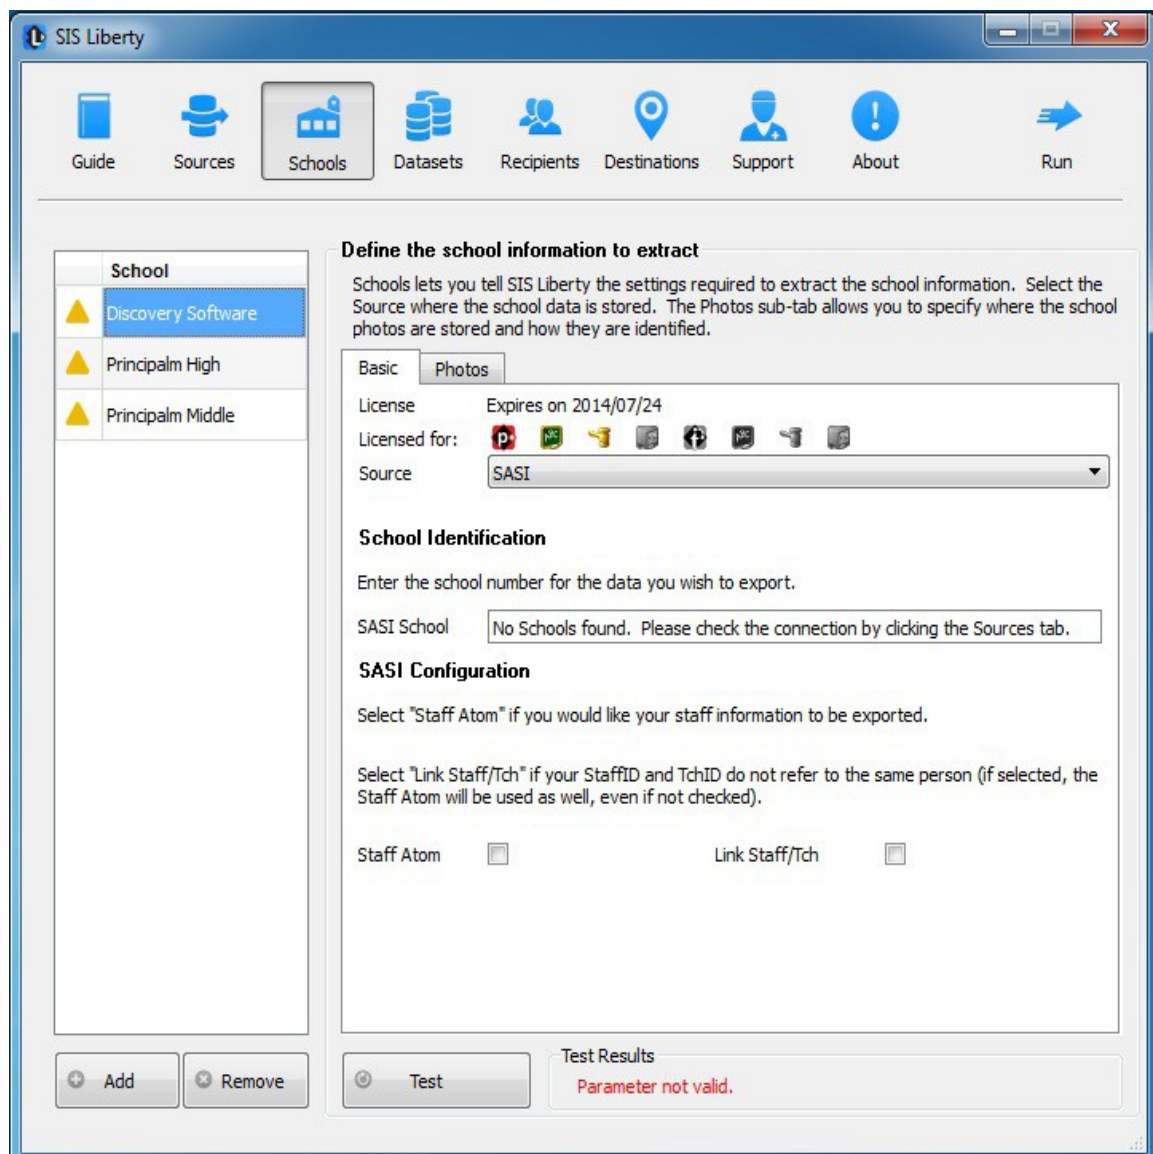 SIS Liberty
Guide
Sources
Schools
Datasets
Recipients
Destinations
Support
About
Run
School
Discovery Software
Principalm High
Principalm Middle
Add
Remove
Define the school information to extract
Schools lets you tell SIS Liberty the settings required to extract the school information. Select the
Source where the school data is stored. The Photos sub-tab allows you to specify where the school
photos are stored and how they are identified.
Basic
Photos
License Expires on 2014/07/24
Licensed for:
Source SASI
School Identification
Enter the school number for the data you wish to export.
SASI School No Schools found. Please check the connection by clicking the Sources tab.
SASI Configuration
Select "Staff Atom" if you would like your staff information to be exported.
Select "Link Staff/Tch" if your StaffID and TchID do not refer to the same person (if selected, the
Staff Atom will be used as well, even if not checked).
Staff Atom
Link Staff/Tch
Test
Test Results
Parameter not valid.